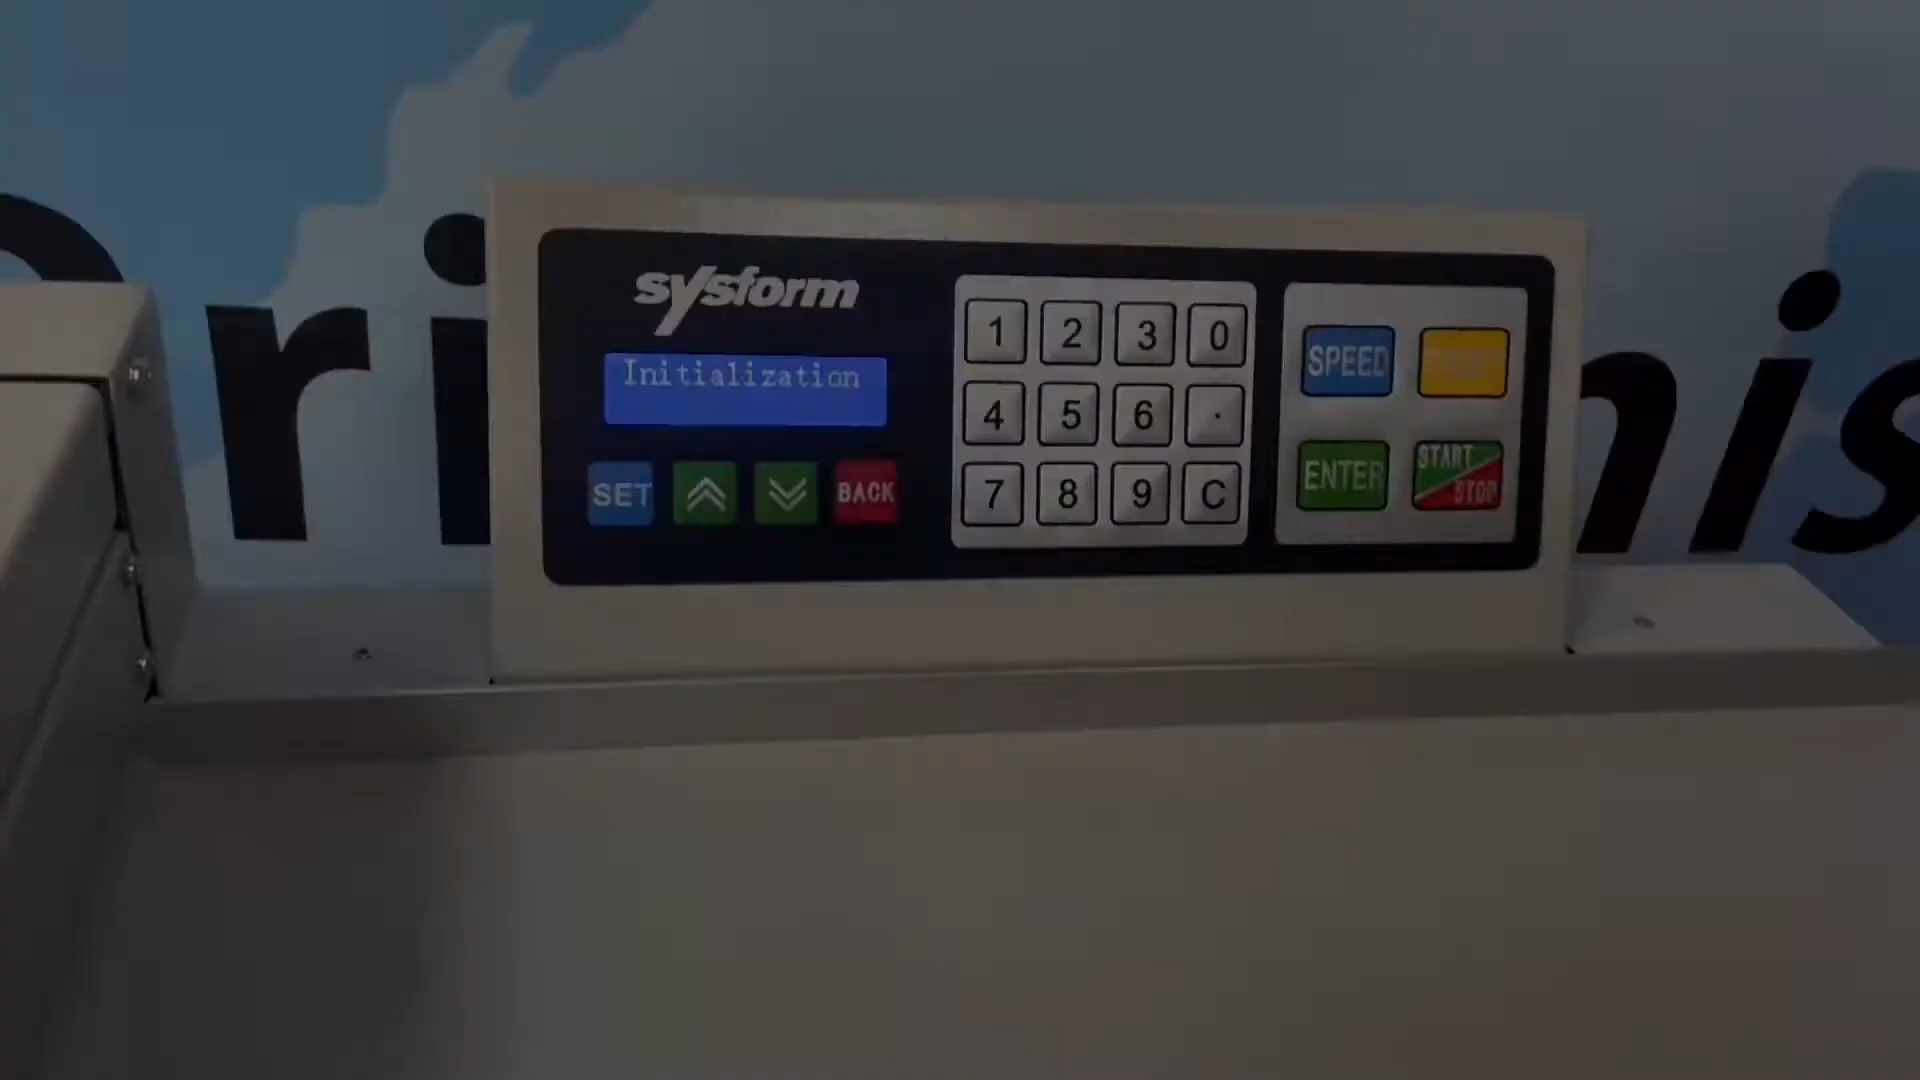 sysform
Initialization
SET
BACK
1 2 3 0
4 5 6 .
7 8 9 C
SPEED
ENTER
START
STOP